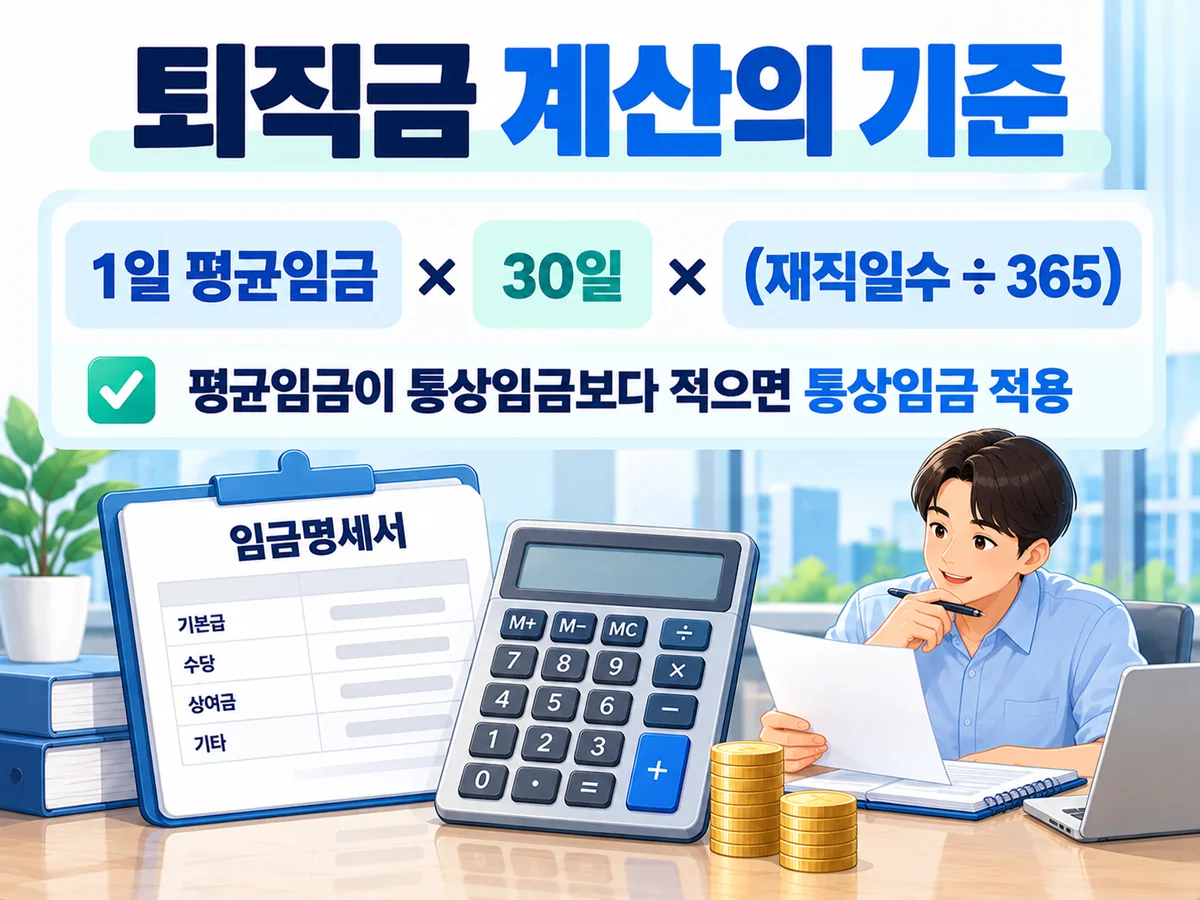 퇴직금 계산의 기준
1일 평균임금 × 30일 × (재직일수 ÷ 365)
평균임금이 통상임금보다 적으면 통상임금 적용
임금명세서
기본급
수당
상여금
기타
M+ M− MC ÷
7 8 9 ×
4 5 6 −
1 2 3 +
0 · =